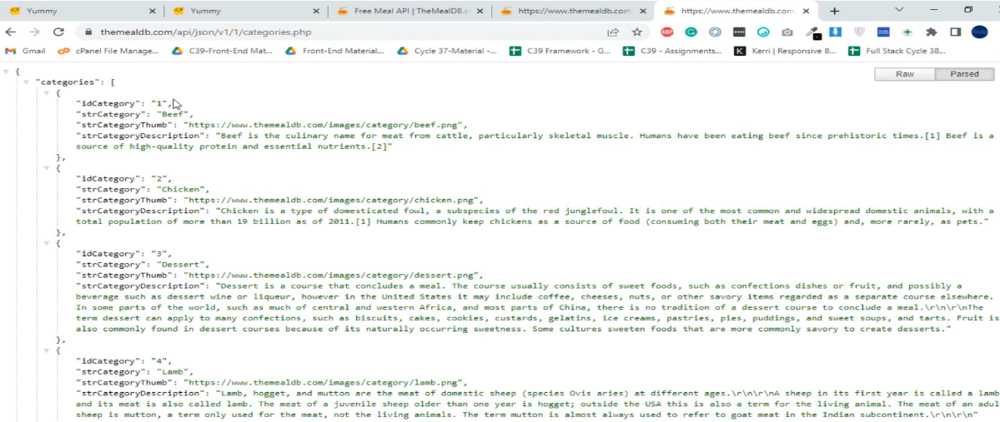 Yummy
Yummy
Free Meal API | TheMealDB.c
https://www.themealdb.com
https://www.themealdb.com
themealdb.com/api/json/v1/1/categories.php
Gmail cPanel File Manage... C39-Front-End Mat... Front-End Material... Cycle 37-Material -... C39 Framework - G... C39 - Assignments... Kerri | Responsive B... Full Stack Cycle 38...
Raw Parsed
{
"categories": [
{
"idCategory": "1",
"strCategory": "Beef",
"strCategoryThumb": "https://www.themealdb.com/images/category/beef.png",
"strCategoryDescription": "Beef is the culinary name for meat from cattle, particularly skeletal muscle. Humans have been eating beef since prehistoric times.[1] Beef is a
source of high-quality protein and essential nutrients.[2]"
},
{
"idCategory": "2",
"strCategory": "Chicken",
"strCategoryThumb": "https://www.themealdb.com/images/category/chicken.png",
"strCategoryDescription": "Chicken is a type of domesticated fowl, a subspecies of the red junglefowl. It is one of the most common and widespread domestic animals, with a
total population of more than 19 billion as of 2011.[1] Humans commonly keep chickens as a source of food (consuming both their meat and eggs) and, more rarely, as pets."
},
{
"idCategory": "3",
"strCategory": "Dessert",
"strCategoryThumb": "https://www.themealdb.com/images/category/dessert.png",
"strCategoryDescription": "Dessert is a course that concludes a meal. The course usually consists of sweet foods, such as confections dishes or fruit, and possibly a
beverage such as dessert wine or liqueur, however in the United States it may include coffee, cheeses, nuts, or other savory items regarded as a separate course elsewhere.
In some parts of the world, such as much of central and western Africa, and most parts of China, there is no tradition of a dessert course to conclude a meal.\r\n\r\nThe
term dessert can apply to many confections, such as biscuits, cakes, cookies, custards, gelatins, ice creams, pastries, pies, puddings, and sweet soups, and tarts. Fruit is
also commonly found in dessert courses because of its naturally occurring sweetness. Some cultures sweeten foods that are more commonly savory to create desserts."
},
{
"idCategory": "4",
"strCategory": "Lamb",
"strCategoryThumb": "https://www.themealdb.com/images/category/lamb.png",
"strCategoryDescription": "Lamb, hogget, and mutton are the meat of domestic sheep (species Ovis aries) at different ages.\r\n\r\nA sheep in its first year is called a lamb
and its meat is also called lamb. The meat of a juvenile sheep older than one year is hogget; outside the USA this is also a term for the living animal. The meat of an adul
sheep is mutton, a term only used for the meat, not the living animals. The term mutton is almost always used to refer to goat meat in the Indian subcontinent.\r\n\r\n"